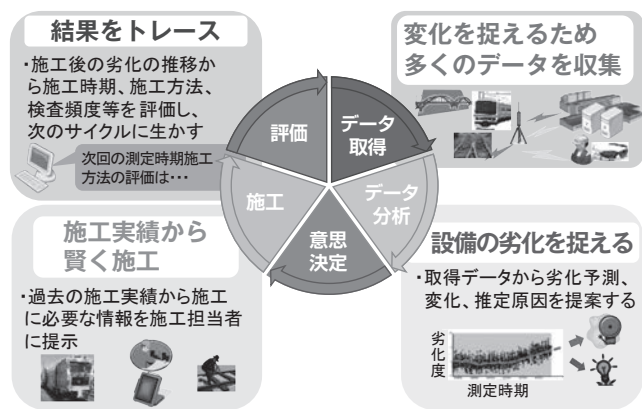 結果をトレース
・施工後の劣化の推移か
ら施工時期、施工方法、
検査頻度等を評価し、
次のサイクルに生かす
次回の測定時期施工
方法の評価は・・・
変化を捉えるため
多くのデータを収集
評価
データ
取得
施工
データ
分析
意思
決定
施工実績から
賢く施工
・過去の施工実績から施工
に必要な情報を施工担当者
に提示
設備の劣化を捉える
・取得データから劣化予測、
変化、推定原因を提案する
劣化度
測定時期